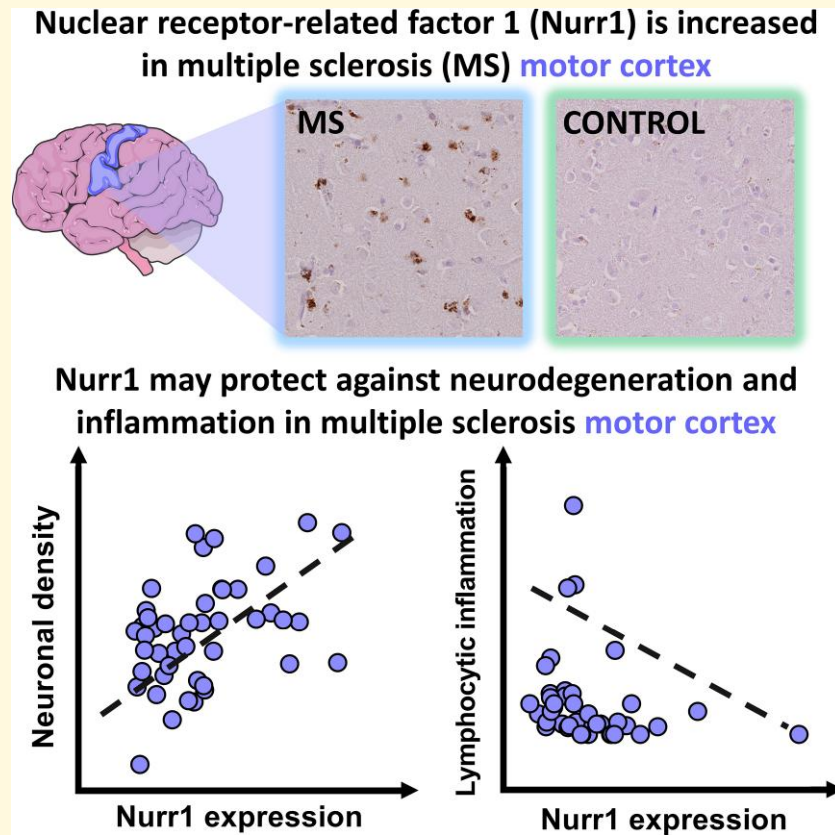 Nuclear receptor-related factor 1 (Nurr1) is increased
in multiple sclerosis (MS) motor cortex
MS
CONTROL
Nurr1 may protect against neurodegeneration and
inflammation in multiple sclerosis motor cortex
Neuronal density
Nurr1 expression
Lymphocytic inflammation
Nurr1 expression